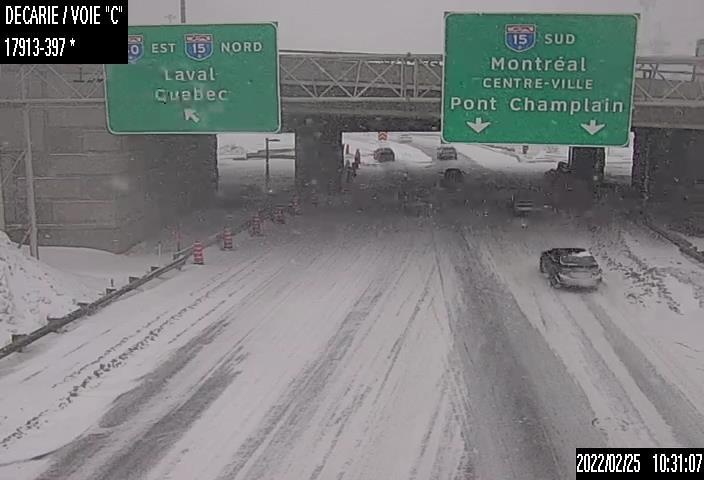 DECARIE / VOIE "C"
17913-397 *
EST 15 NORD
Laval
Québec
15 SUD
Montréal
CENTRE-VILLE
Pont Champlain
2022/02/25 10:31:07